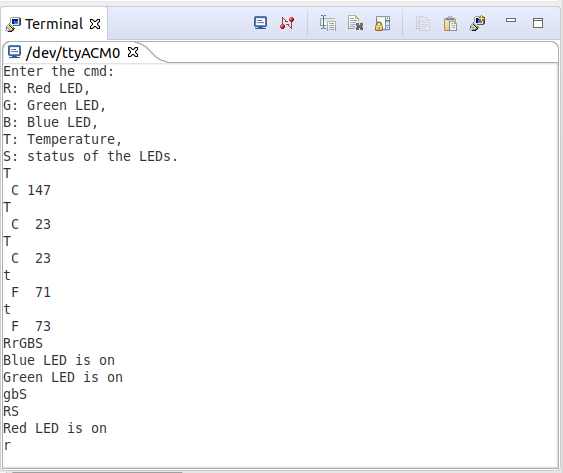 Terminal
/dev/ttyACM0
Enter the cmd:
R: Red LED,
G: Green LED,
B: Blue LED,
T: Temperature,
S: status of the LEDs.
T
 C 147
T
 C  23
T
 C  23
t
 F  71
t
 F  73
RrGBS
Blue LED is on
Green LED is on
gbS
RS
Red LED is on
r